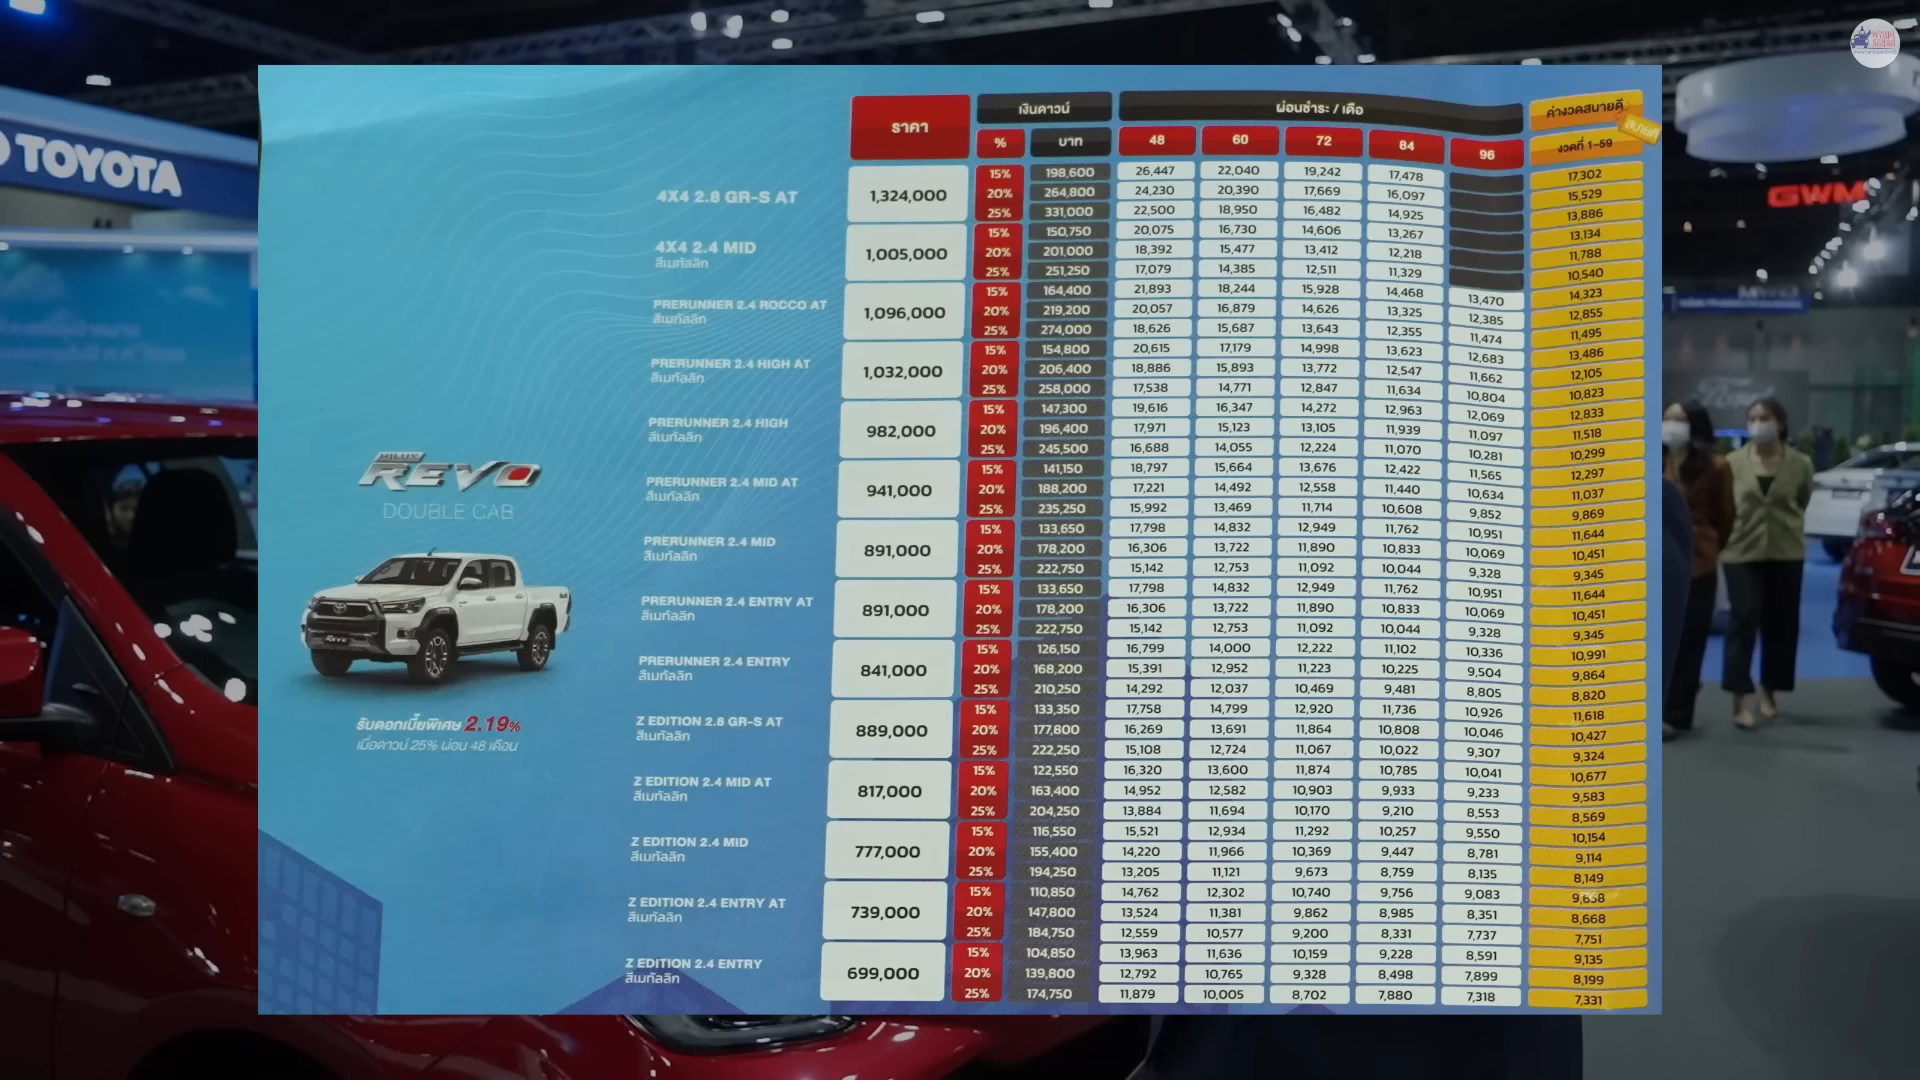 TOYOTA
GWM
Ford
ราคา
เงินดาวน์
ผ่อนชำระ / เดือน
ค่างวดสบายดี
สบายดี
% บาท 48 60 72 84 96 งวดที่ 1-59
4X4 2.8 GR-S AT 1,324,000
15% 198,600 26,447 22,040 19,242 17,478 17,302
20% 264,800 24,230 20,390 17,669 16,097 15,529
25% 331,000 22,500 18,950 16,482 14,925 13,886
4X4 2.4 MID 1,005,000
สีเมทัลลิก
15% 150,750 20,075 16,730 14,606 13,267 13,134
20% 201,000 18,392 15,477 13,412 12,218 11,788
25% 251,250 17,079 14,385 12,511 11,329 10,540
PRERUNNER 2.4 ROCCO AT 1,096,000
สีเมทัลลิก
15% 164,400 21,893 18,244 15,928 14,468 13,470 14,323
20% 219,200 20,057 16,879 14,626 13,325 12,385 12,855
25% 274,000 18,626 15,687 13,643 12,355 11,474 11,495
PRERUNNER 2.4 HIGH AT 1,032,000
สีเมทัลลิก
15% 154,800 20,615 17,179 14,998 13,623 12,683 13,486
20% 206,400 18,886 15,893 13,772 12,547 11,662 12,105
25% 258,000 17,538 14,771 12,847 11,634 10,804 10,823
PRERUNNER 2.4 HIGH 982,000
สีเมทัลลิก
15% 147,300 19,616 16,347 14,272 12,963 12,069 12,833
20% 196,400 17,971 15,123 13,105 11,939 11,097 11,518
25% 245,500 16,688 14,055 12,224 11,070 10,281 10,299
PRERUNNER 2.4 MID AT 941,000
สีเมทัลลิก
15% 141,150 18,797 15,664 13,676 12,422 11,565 12,297
20% 188,200 17,221 14,492 12,558 11,440 10,634 11,037
25% 235,250 15,992 13,469 11,714 10,608 9,852 9,869
PRERUNNER 2.4 MID 891,000
สีเมทัลลิก
15% 133,650 17,798 14,832 12,949 11,762 10,951 11,644
20% 178,200 16,306 13,722 11,890 10,833 10,069 10,451
25% 222,750 15,142 12,753 11,092 10,044 9,328 9,345
PRERUNNER 2.4 ENTRY AT 891,000
สีเมทัลลิก
15% 133,650 17,798 14,832 12,949 11,762 10,951 11,644
20% 178,200 16,306 13,722 11,890 10,833 10,069 10,451
25% 222,750 15,142 12,753 11,092 10,044 9,328 9,345
PRERUNNER 2.4 ENTRY 841,000
สีเมทัลลิก
15% 126,150 16,799 14,000 12,222 11,102 10,336 10,991
20% 168,200 15,391 12,952 11,223 10,225 9,504 9,864
25% 210,250 14,292 12,037 10,469 9,481 8,805 8,820
Z EDITION 2.8 GR-S AT 889,000
สีเมทัลลิก
15% 133,350 17,758 14,799 12,920 11,736 10,926 11,618
20% 177,800 16,269 13,691 11,864 10,808 10,046 10,427
25% 222,250 15,108 12,724 11,067 10,022 9,307 9,324
Z EDITION 2.4 MID AT 817,000
สีเมทัลลิก
15% 122,550 16,320 13,600 11,874 10,785 10,041 10,677
20% 163,400 14,952 12,582 10,903 9,933 9,233 9,583
25% 204,250 13,884 11,694 10,170 9,210 8,553 8,569
Z EDITION 2.4 MID 777,000
สีเมทัลลิก
15% 116,550 15,521 12,934 11,292 10,257 9,550 10,154
20% 155,400 14,220 11,966 10,369 9,447 8,781 9,114
25% 194,250 13,205 11,121 9,673 8,759 8,135 8,149
Z EDITION 2.4 ENTRY AT 739,000
สีเมทัลลิก
15% 110,850 14,762 12,302 10,740 9,756 9,083 9,658
20% 147,800 13,524 11,381 9,862 8,985 8,351 8,668
25% 184,750 12,559 10,577 9,200 8,331 7,737 7,751
Z EDITION 2.4 ENTRY 699,000
สีเมทัลลิก
15% 104,850 13,963 11,636 10,159 9,228 8,591 9,135
20% 139,800 12,792 10,765 9,328 8,498 7,899 8,199
25% 174,750 11,879 10,005 8,702 7,880 7,318 7,331
HILUX
REVO
DOUBLE CAB
รับดอกเบี้ยพิเศษ 2.19%
เมื่อดาวน์ 25% ผ่อน 48 เดือน